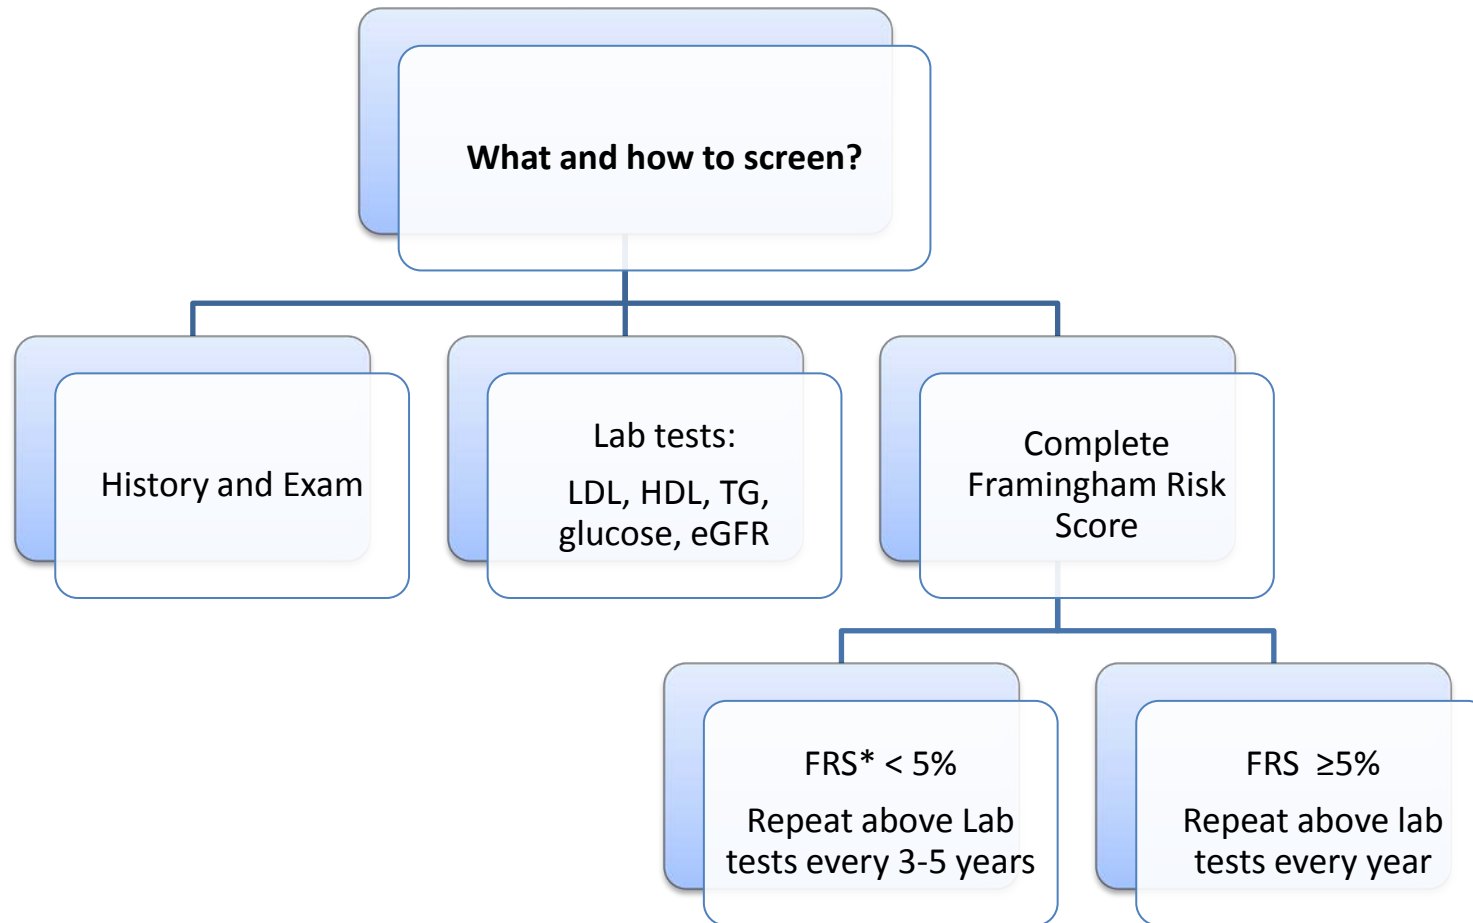 What and how to screen?
History and Exam
Lab tests:
LDL, HDL, TG,
glucose, eGFR
Complete
Framingham Risk
Score
FRS* < 5%
Repeat above Lab
tests every 3-5 years
FRS ≥5%
Repeat above lab
tests every year